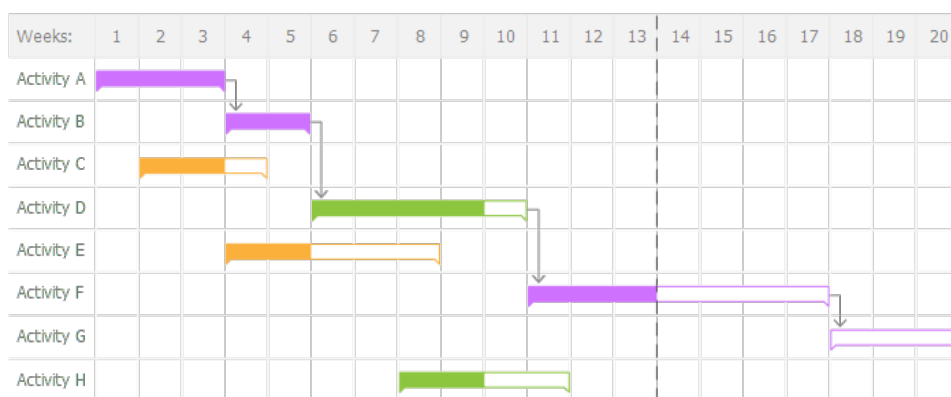 Weeks: 1 2 3 4 5 6 7 8 9 10 11 12 13 14 15 16 17 18 19 20
Activity A
Activity B
Activity C
Activity D
Activity E
Activity F
Activity G
Activity H